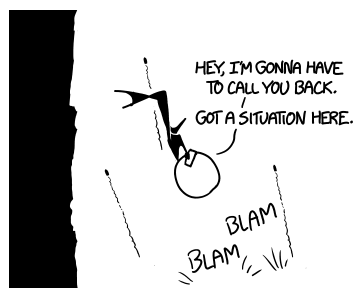 HEY, I'M GONNA HAVE
TO CALL YOU BACK.
GOT A SITUATION HERE.
BLAM
BLAM